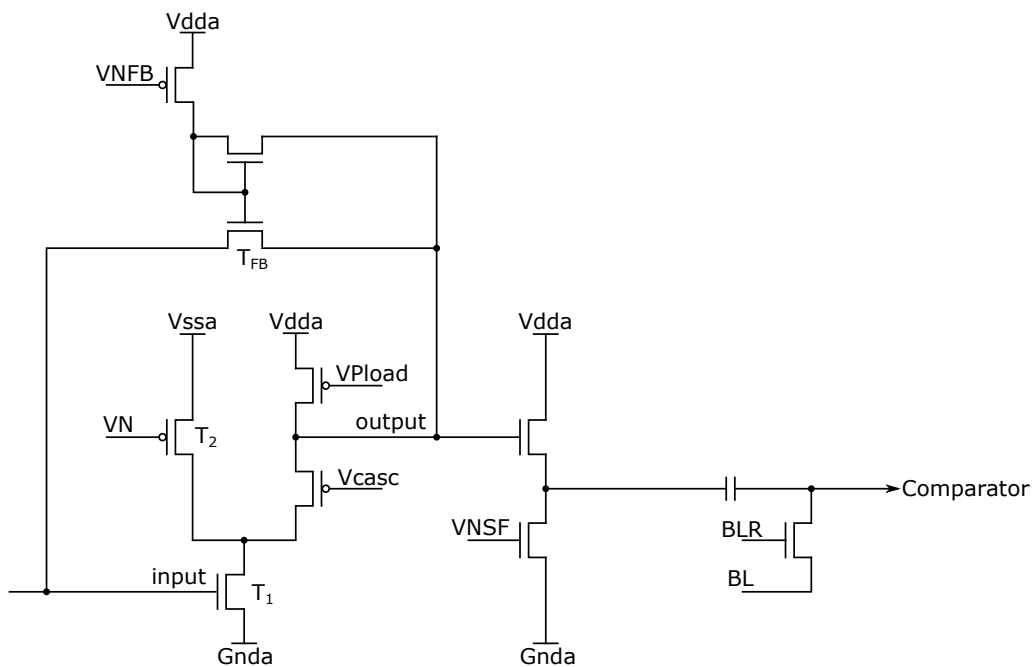 Vdda
VNFB
T_FB
Vssa
Vdda
Vdda
VPload
VN
T_2
output
Vcasc
Comparator
VNSF
BLR
input
T_1
BL
Gnda
Gnda